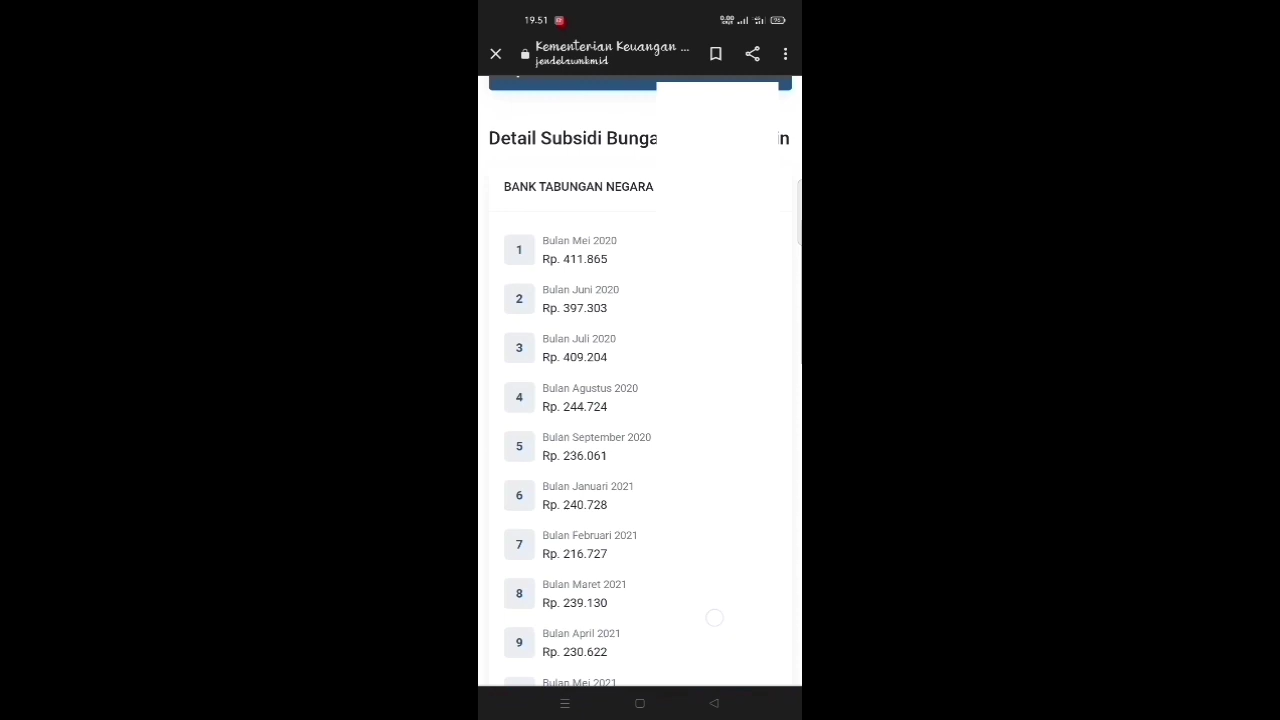 19.51
0.00
96
Kementerian Keuangan ...
jendelaumkm.id
Detail Subsidi Bunga in
BANK TABUNGAN NEGARA
1
Bulan Mei 2020
Rp. 411.865
2
Bulan Juni 2020
Rp. 397.303
3
Bulan Juli 2020
Rp. 409.204
4
Bulan Agustus 2020
Rp. 244.724
5
Bulan September 2020
Rp. 236.061
6
Bulan Januari 2021
Rp. 240.728
7
Bulan Februari 2021
Rp. 216.727
8
Bulan Maret 2021
Rp. 239.130
9
Bulan April 2021
Rp. 230.622
Bulan Mei 2021